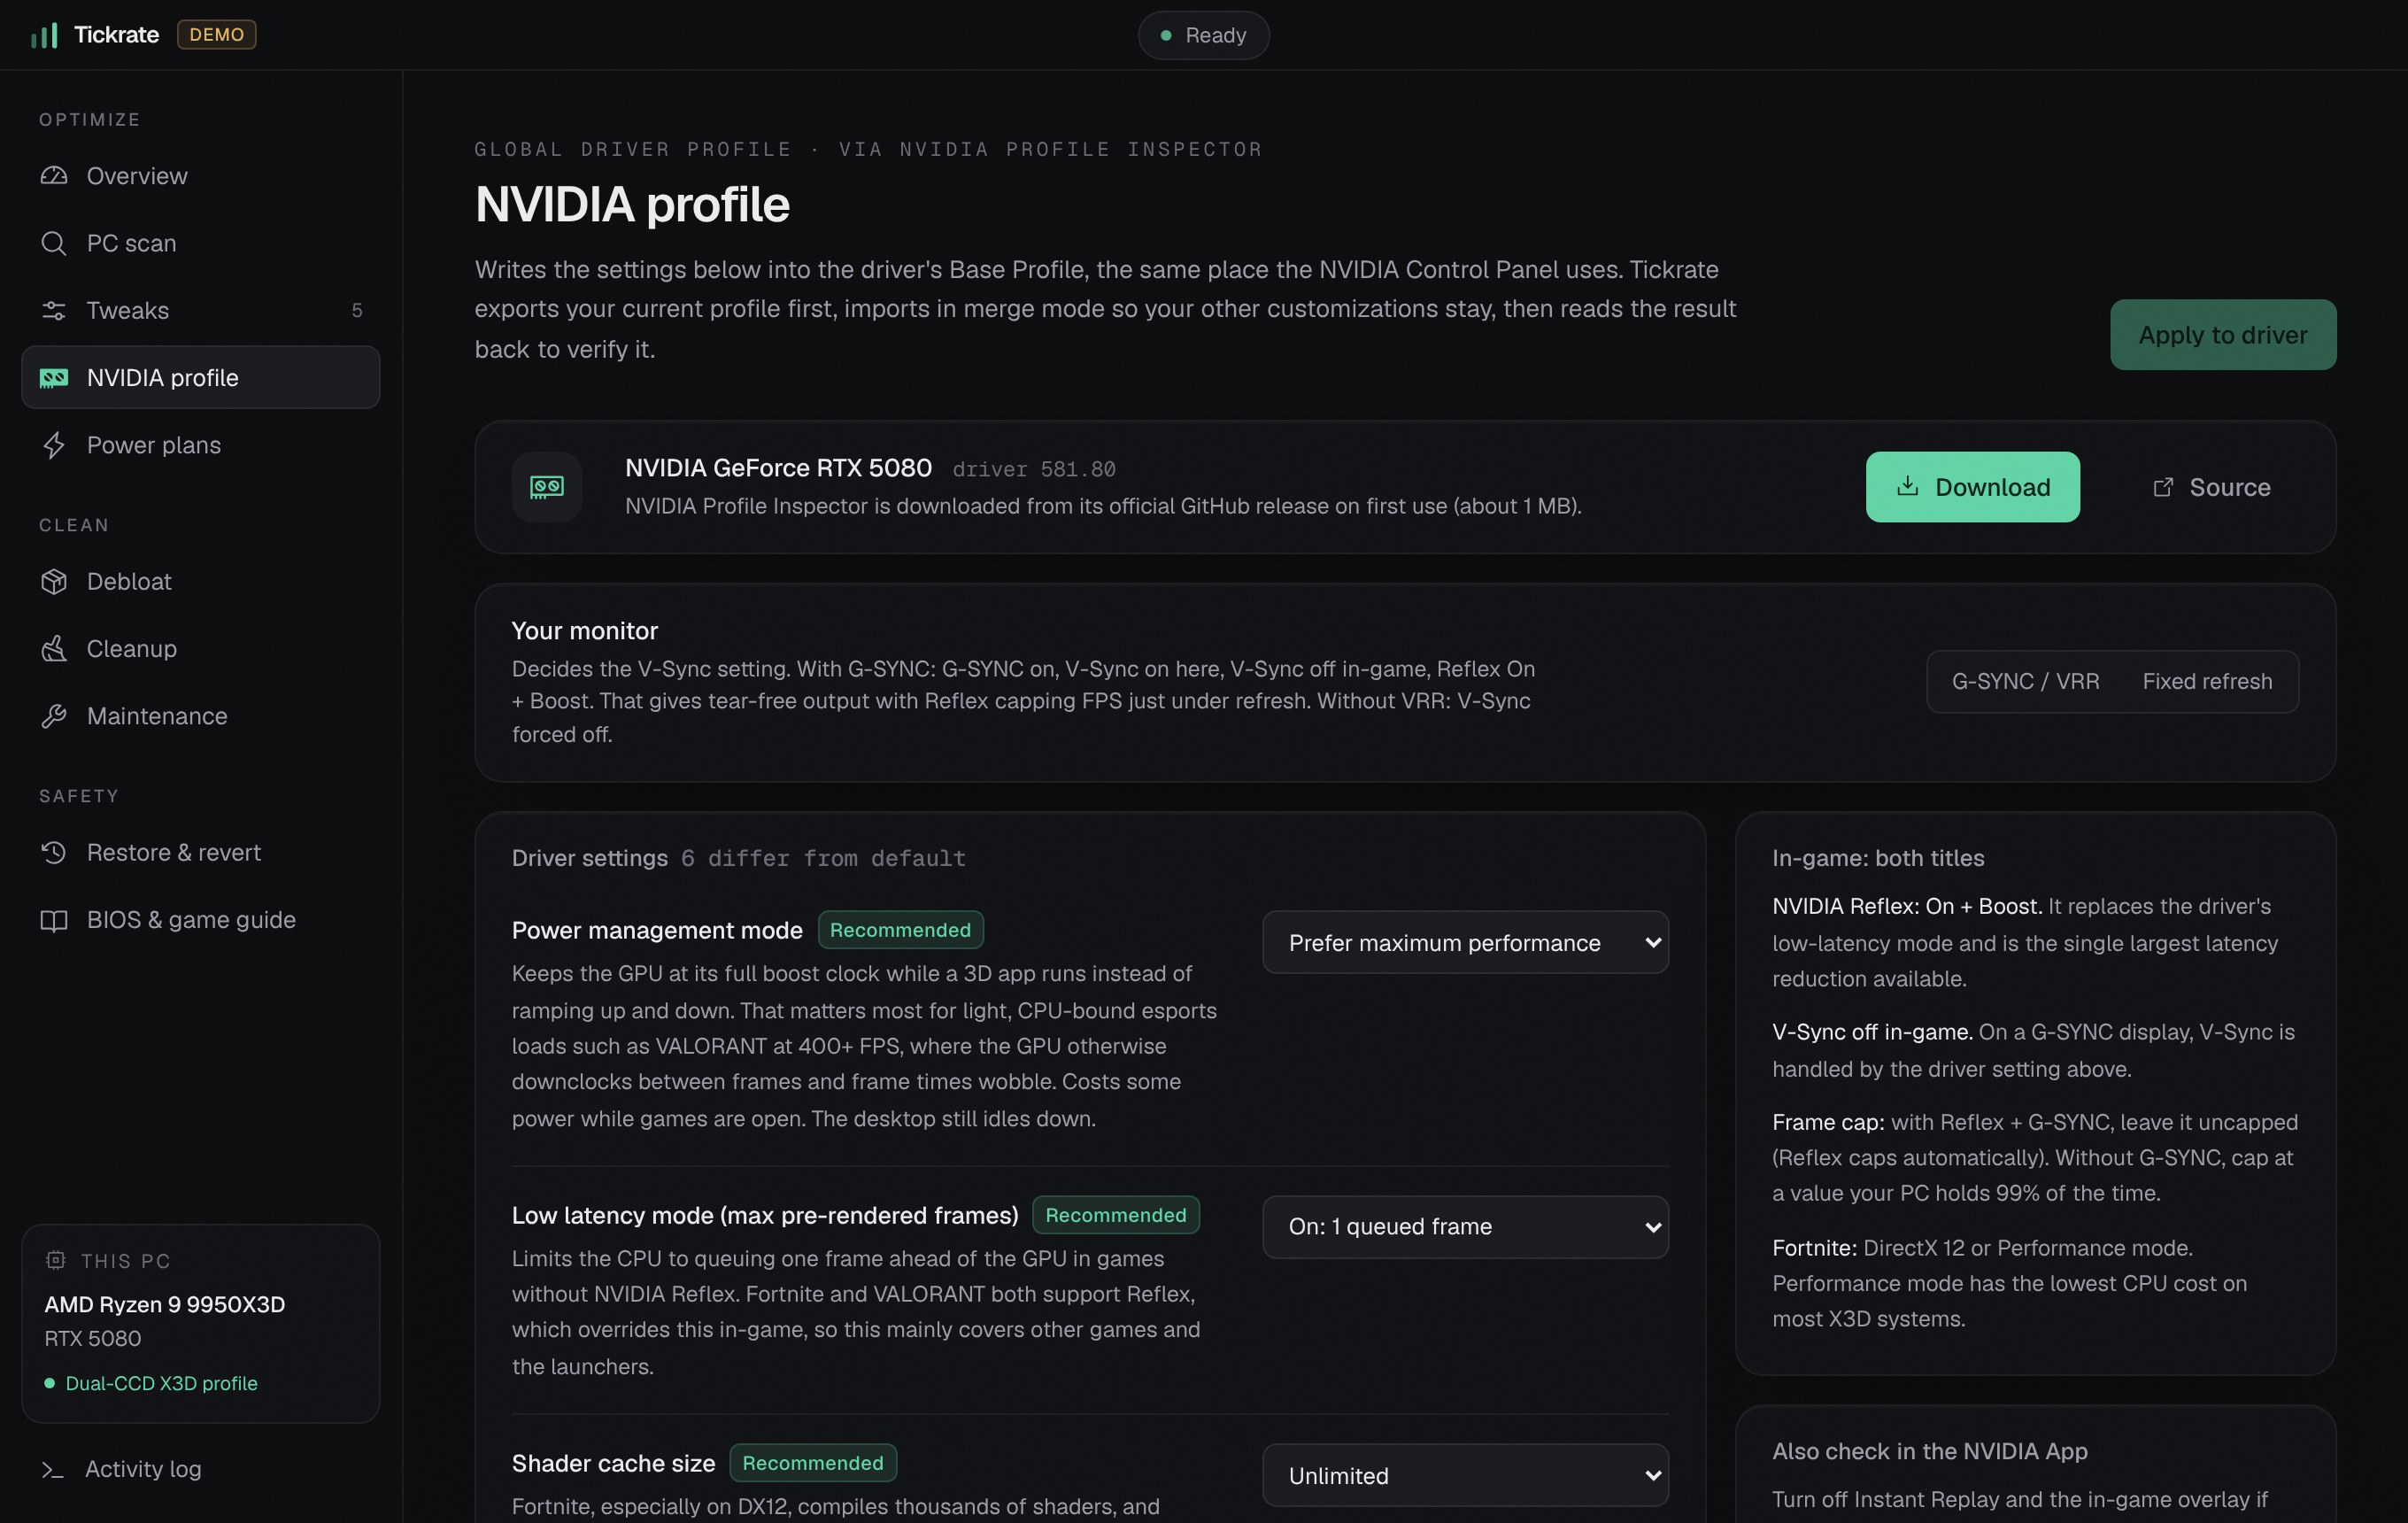 Tickrate DEMO
Ready
OPTIMIZE
Overview
PC scan
Tweaks 5
NVIDIA profile
Power plans
CLEAN
Debloat
Cleanup
Maintenance
SAFETY
Restore & revert
BIOS & game guide
THIS PC
AMD Ryzen 9 9950X3D
RTX 5080
Dual-CCD X3D profile
Activity log
GLOBAL DRIVER PROFILE · VIA NVIDIA PROFILE INSPECTOR
NVIDIA profile
Writes the settings below into the driver's Base Profile, the same place the NVIDIA Control Panel uses. Tickrate
exports your current profile first, imports in merge mode so your other customizations stay, then reads the result
back to verify it.
Apply to driver
NVIDIA GeForce RTX 5080 driver 581.80
NVIDIA Profile Inspector is downloaded from its official GitHub release on first use (about 1 MB).
Download
Source
Your monitor
Decides the V-Sync setting. With G-SYNC: G-SYNC on, V-Sync on here, V-Sync off in-game, Reflex On
+ Boost. That gives tear-free output with Reflex capping FPS just under refresh. Without VRR: V-Sync
forced off.
G-SYNC / VRR
Fixed refresh
Driver settings 6 differ from default
Power management mode Recommended
Prefer maximum performance
Keeps the GPU at its full boost clock while a 3D app runs instead of
ramping up and down. That matters most for light, CPU-bound esports
loads such as VALORANT at 400+ FPS, where the GPU otherwise
downclocks between frames and frame times wobble. Costs some
power while games are open. The desktop still idles down.
Low latency mode (max pre-rendered frames) Recommended
On: 1 queued frame
Limits the CPU to queuing one frame ahead of the GPU in games
without NVIDIA Reflex. Fortnite and VALORANT both support Reflex,
which overrides this in-game, so this mainly covers other games and
the launchers.
Shader cache size Recommended
Unlimited
Fortnite, especially on DX12, compiles thousands of shaders, and
In-game: both titles
NVIDIA Reflex: On + Boost. It replaces the driver's
low-latency mode and is the single largest latency
reduction available.
V-Sync off in-game. On a G-SYNC display, V-Sync is
handled by the driver setting above.
Frame cap: with Reflex + G-SYNC, leave it uncapped
(Reflex caps automatically). Without G-SYNC, cap at
a value your PC holds 99% of the time.
Fortnite: DirectX 12 or Performance mode.
Performance mode has the lowest CPU cost on
most X3D systems.
Also check in the NVIDIA App
Turn off Instant Replay and the in-game overlay if